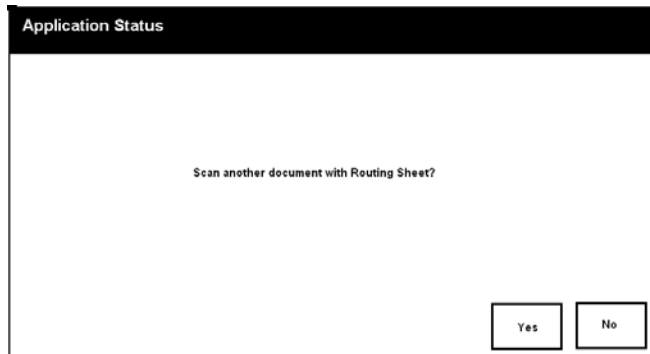 Application Status
Scan another document with Routing Sheet?
Yes
No